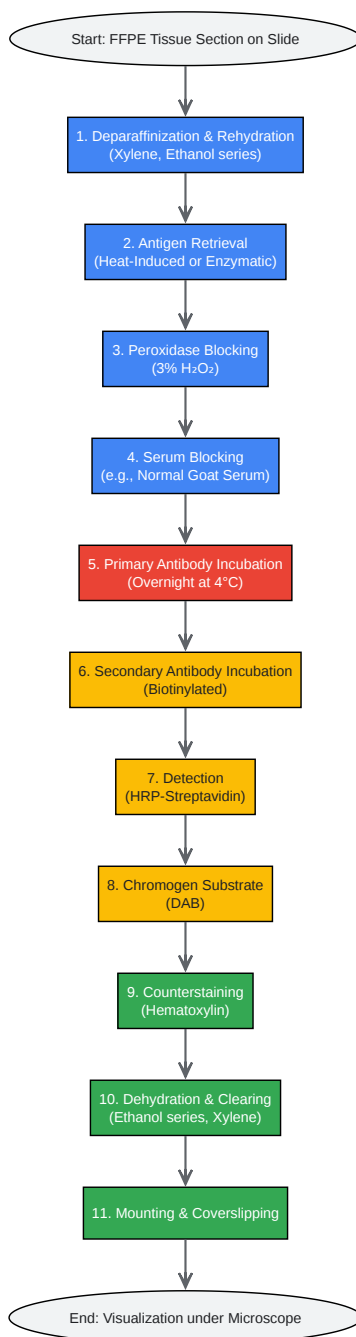 Start: FFPE Tissue Section on Slide
1. Deparaffinization & Rehydration
(Xylene, Ethanol series)
2. Antigen Retrieval
(Heat-Induced or Enzymatic)
3. Peroxidase Blocking
(3% H₂O₂)
4. Serum Blocking
(e.g., Normal Goat Serum)
5. Primary Antibody Incubation
(Overnight at 4°C)
6. Secondary Antibody Incubation
(Biotinylated)
7. Detection
(HRP-Streptavidin)
8. Chromogen Substrate
(DAB)
9. Counterstaining
(Hematoxylin)
10. Dehydration & Clearing
(Ethanol series, Xylene)
11. Mounting & Coverslipping
End: Visualization under Microscope